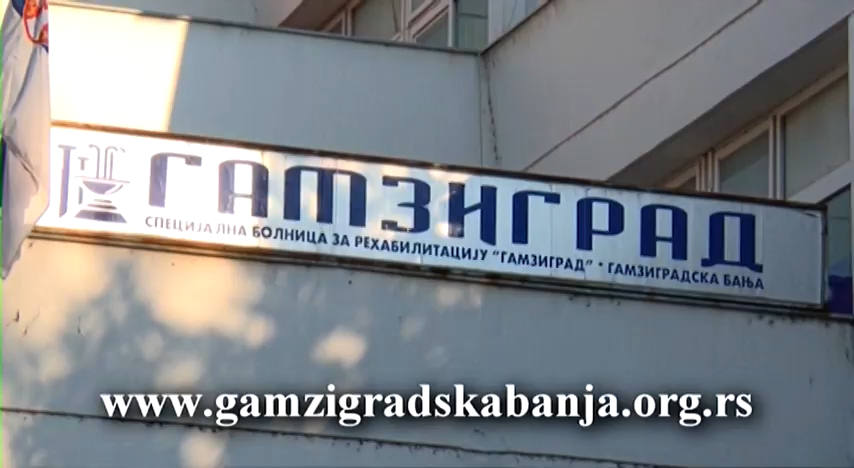 ГАМЗИГРАД
СПЕЦИЈАЛНА БОЛНИЦА ЗА РЕХАБИЛИТАЦИЈУ "ГАМЗИГРАД" · ГАМЗИГРАДСКА БАЊА
www.gamzigradskabanja.org.rs